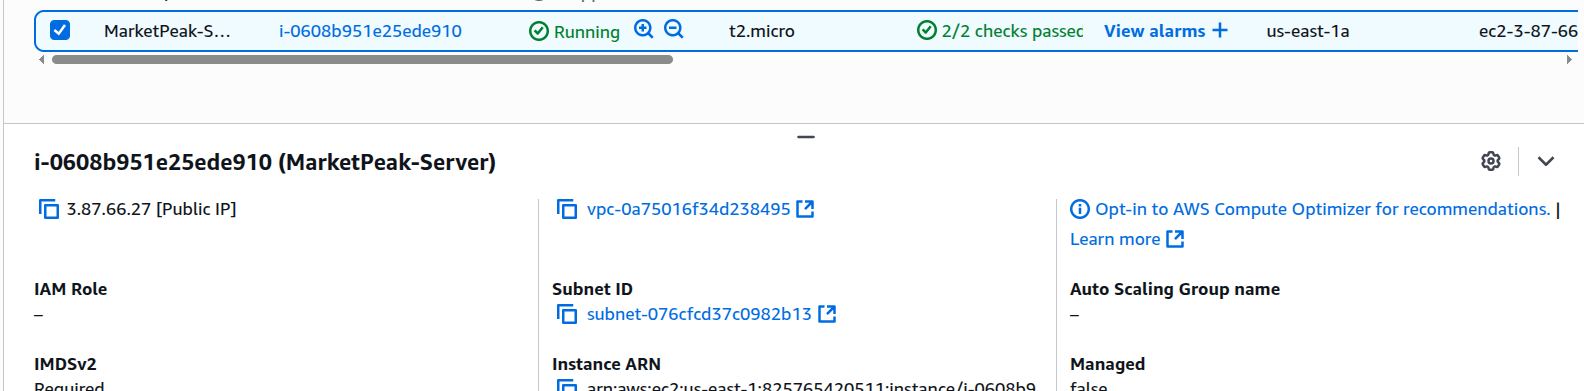 MarketPeak-S... i-0608b951e25ede910 Running t2.micro 2/2 checks passed View alarms + us-east-1a ec2-3-87-66
i-0608b951e25ede910 (MarketPeak-Server)
3.87.66.27 [Public IP] vpc-0a75016f34d238495 Opt-in to AWS Compute Optimizer for recommendations. |
Learn more
IAM Role Subnet ID Auto Scaling Group name
– subnet-076cfcd37c0982b13 –
IMDSv2 Instance ARN Managed
Required arn:aws:ec2:us-east-1:825765420511:instance/i-0608b9 false